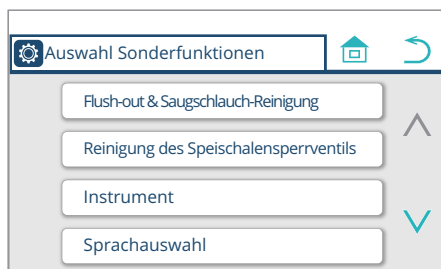 Auswahl Sonderfunktionen
Flush-out & Saugschlauch-Reinigung
Reinigung des Speischalensperrventils
Instrument
Sprachauswahl